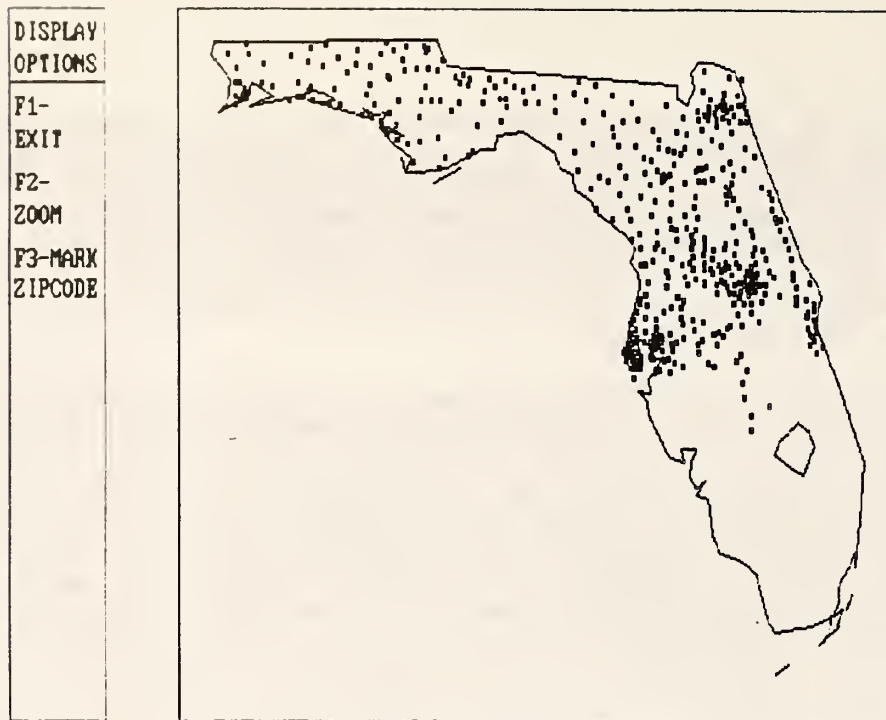 DISPLAY
OPTIONS
F1-
EXIT
F2-
ZOOM
F3-MARK
ZIPCODE